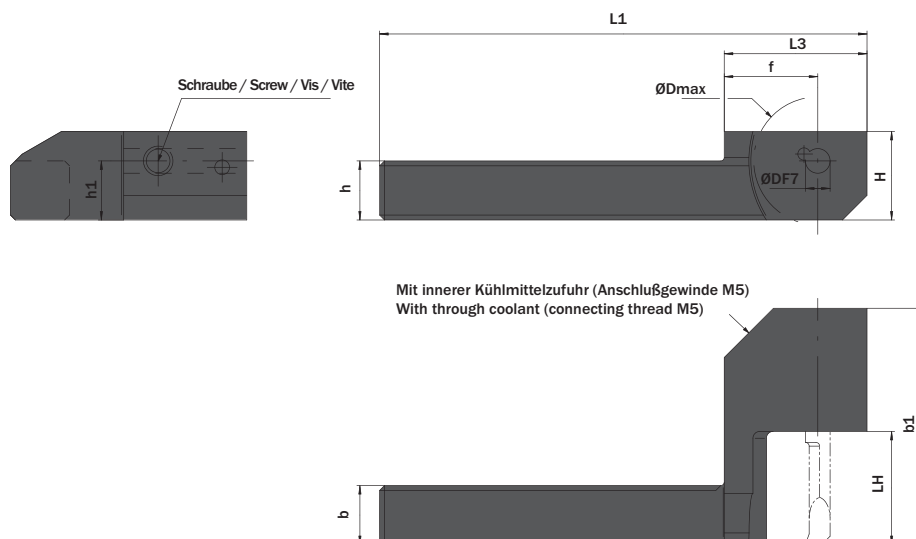 L1
L3
f
ØDmax
Schraube / Screw / Vis / Vite
h1
h
ØDF7
H
Mit innerer Kühlmittelzufuhr (Anschlußgewinde M5)
With through coolant (connecting thread M5)
b1
LH
b